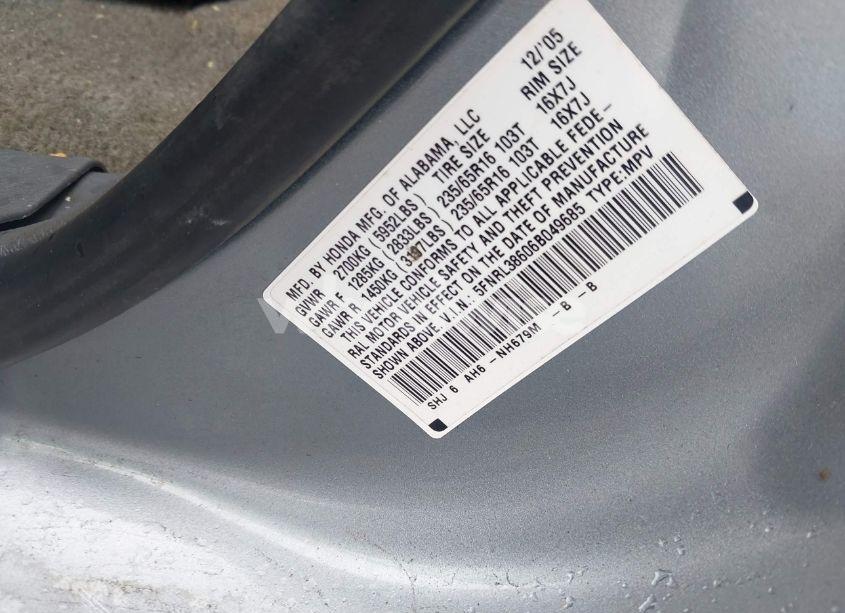 MFD. BY HONDA MFG. OF ALABAMA, LLC 12/'05
GVWR 2700KG (5952LBS) TIRE SIZE RIM SIZE
GAWR F 1285KG (2833LBS) 235/65R16 103T 16X7J
GAWR R 1450KG (3197LBS) 235/65R16 103T 16X7J
THIS VEHICLE CONFORMS TO ALL APPLICABLE FEDE-
RAL MOTOR VEHICLE SAFETY AND THEFT PREVENTION
STANDARDS IN EFFECT ON THE DATE OF MANUFACTURE
SHOWN ABOVE. V.I.N.: 5FNRL38606B049685 TYPE:MPV
SHJ 6 AH6 -NH679M -B -B